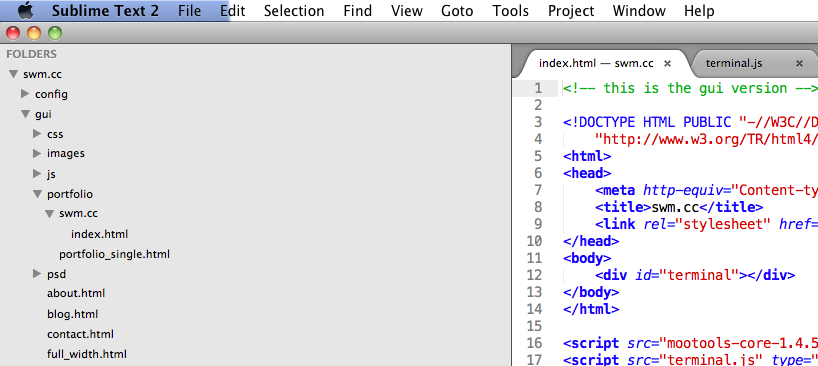 Sublime Text 2 File Edit Selection Find View Goto Tools Project Window Help
FOLDERS
swm.cc
config
gui
css
images
js
portfolio
swm.cc
index.html
portfolio_single.html
psd
about.html
blog.html
contact.html
full_width.html
index.html — swm.cc × terminal.js ×
1 <!-- this is the gui version -->
2
3 <!DOCTYPE HTML PUBLIC "-//W3C//D
4 "http://www.w3.org/TR/html4/
5 <html>
6 <head>
7 <meta http-equiv="Content-ty
8 <title>swm.cc</title>
9 <link rel="stylesheet" href=
10 </head>
11 <body>
12 <div id="terminal"></div>
13 </body>
14 </html>
15
16 <script src="mootools-core-1.4.5
17 <script src="terminal.js" type="